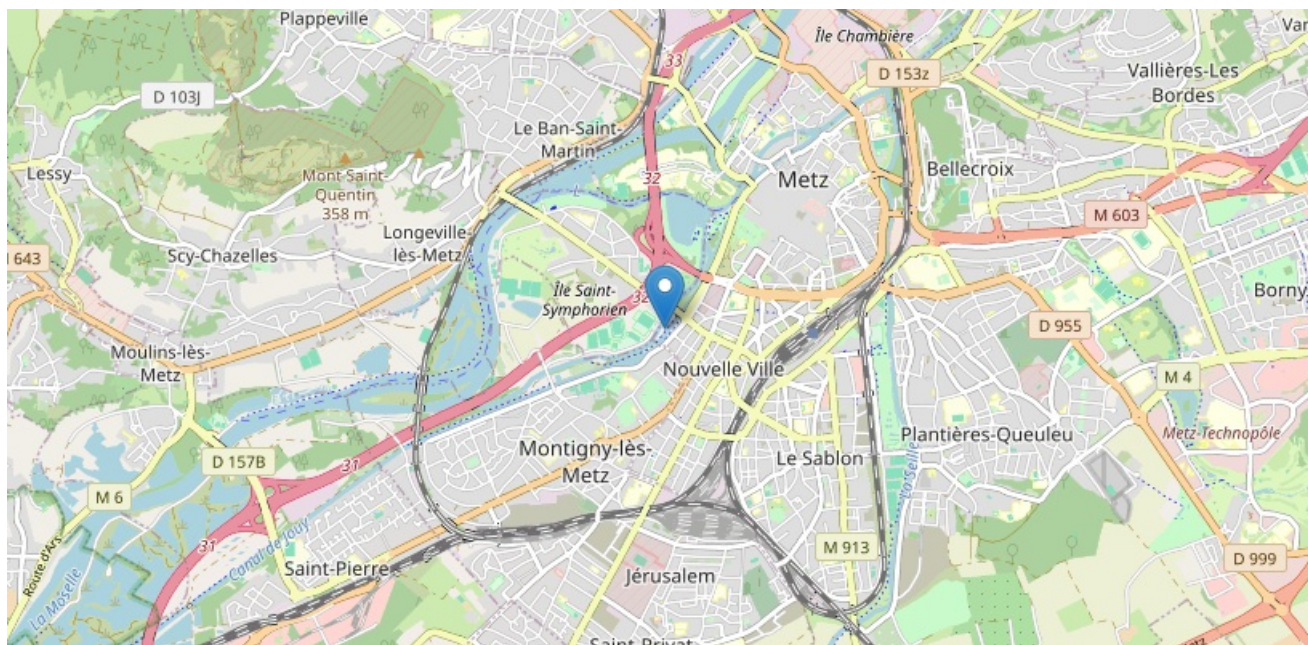 Plappeville
33
Île Chambière
Var
D 153z
Vallières-Les
Bordes
D 103J
Le Ban-Saint-
Martin
Lessy
Mont Saint-
Quentin
358 m
32
Metz
Bellecroix
M 603
Longeville-
lès-Metz
643
Scy-Chazelles
Île Saint-
Symphorien
32
Borny
D 955
Moulins-lès-
Metz
Nouvelle Ville
M 4
Montigny-lès-
Metz
Plantières-Queuleu
Metz-Technopôle
D 157B
31
Le Sablon
La Seille
M 6
31
M 913
D 999
Route d'Ars
Canal de Jouy
Saint-Pierre
Jérusalem
La Moselle
Saint-Privat